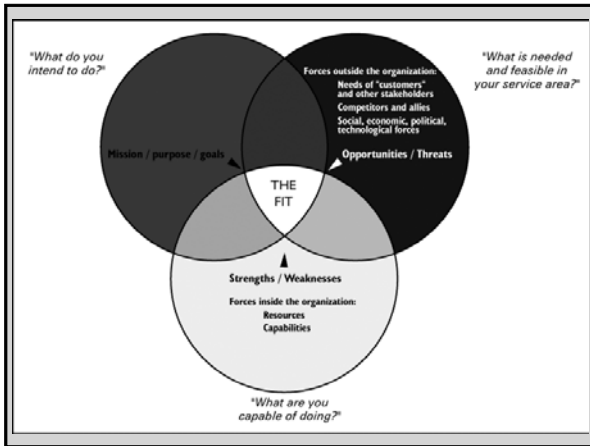 "What do you
intend to do?"
"What is needed
and feasible in
your service area?"
Forces outside the organization:
Needs of "customers"
and other stakeholders
Competitors and allies
Social, economic, political,
technological forces
Mission / purpose / goals
Opportunities / Threats
THE
FIT
Strengths / Weaknesses
Forces inside the organization:
Resources
Capabilities
"What are you
capable of doing?"